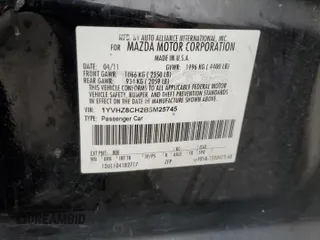 MFD. BY AUTO ALLIANCE INTERNATIONAL, INC.
FOR MAZDA MOTOR CORPORATION
MADE IN U.S.A.
DATE: 04/11 GVWR: 1996 KG (4400 LB)
FRONT GAWR: 1066 KG (2350 LB)
REAR GAWR: 934 KG (2059 LB)
THIS VEHICLE CONFORMS TO ALL APPLICABLE FEDERAL
MOTOR VEHICLE SAFETY, BUMPER, AND THEFT
PREVENTION STANDARDS IN EFFECT ON THE DATE OF
MANUFACTURE SHOWN ABOVE.
VIN: 1YVHZ8CH2B5M25745
TYPE: Passenger Car